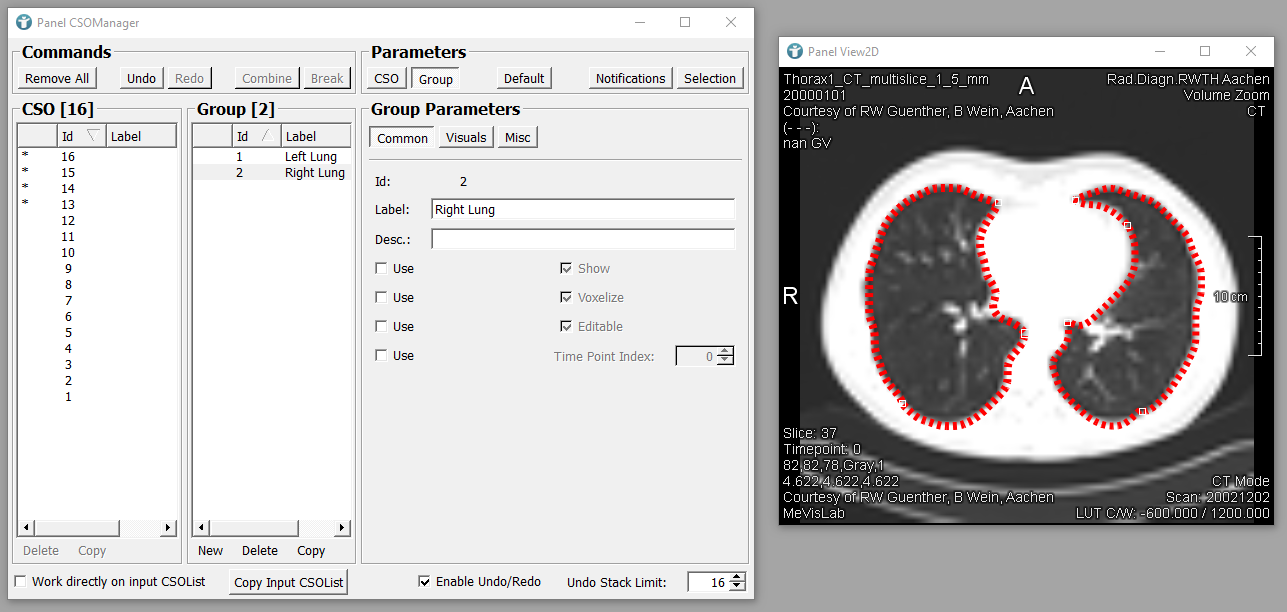 Panel CSOManager
Commands
Remove All Undo Redo Combine Break
Parameters
CSO Group Default Notifications Selection
CSO [16]
Id Label
* 16
* 15
* 14
* 13
12
11
10
9
8
7
6
5
4
3
2
1
Delete Copy
Group [2]
Id Label
1 Left Lung
2 Right Lung
New Delete Copy
Group Parameters
Common Visuals Misc
Id: 2
Label: Right Lung
Desc.:
Use Show
Use Voxelize
Use Editable
Use Time Point Index: 0
Work directly on input CSOList Copy Input CSOList Enable Undo/Redo Undo Stack Limit: 16
Panel View2D
Thorax1_CT_multislice_1_5_mm
20000101
Courtesy of RW Guenther, B Wein, Aachen
(- - -):
nan GV
A
Rad.Diagn.RWTH Aachen
Volume Zoom
CT
R
10 cm
Slice: 37
Timepoint: 0
82,82,78,Gray,1
4.622,4.622,4.622
Courtesy of RW Guenther, B Wein, Aachen
MeVisLab
CT Mode
Scan: 20021202
LUT C/W: -600.000 / 1200.000